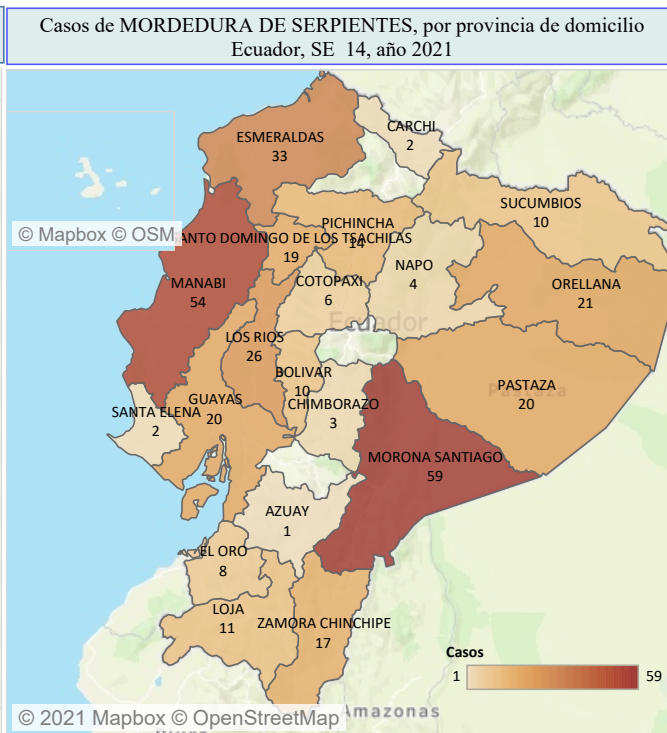 Casos de MORDEDURA DE SERPIENTES, por provincia de domicilio
Ecuador, SE 14, año 2021
CARCHI
2
ESMERALDAS
33
SUCUMBIOS
10
© Mapbox © OSM
PICHINCHA
14
ANTO DOMINGO DE LOS TSACHILAS
19
NAPO
4
COTOPAXI
6
MANABI
54
ORELLANA
21
Ecuador
LOS RIOS
26
BOLIVAR
10
PASTAZA
20
Pastaza
GUAYAS
20
SANTA ELENA
2
CHIMBORAZO
3
MORONA SANTIAGO
59
AZUAY
1
EL ORO
8
LOJA
11
ZAMORA CHINCHIPE
17
Casos
1 59
© 2021 Mapbox © OpenStreetMap
Amazonas